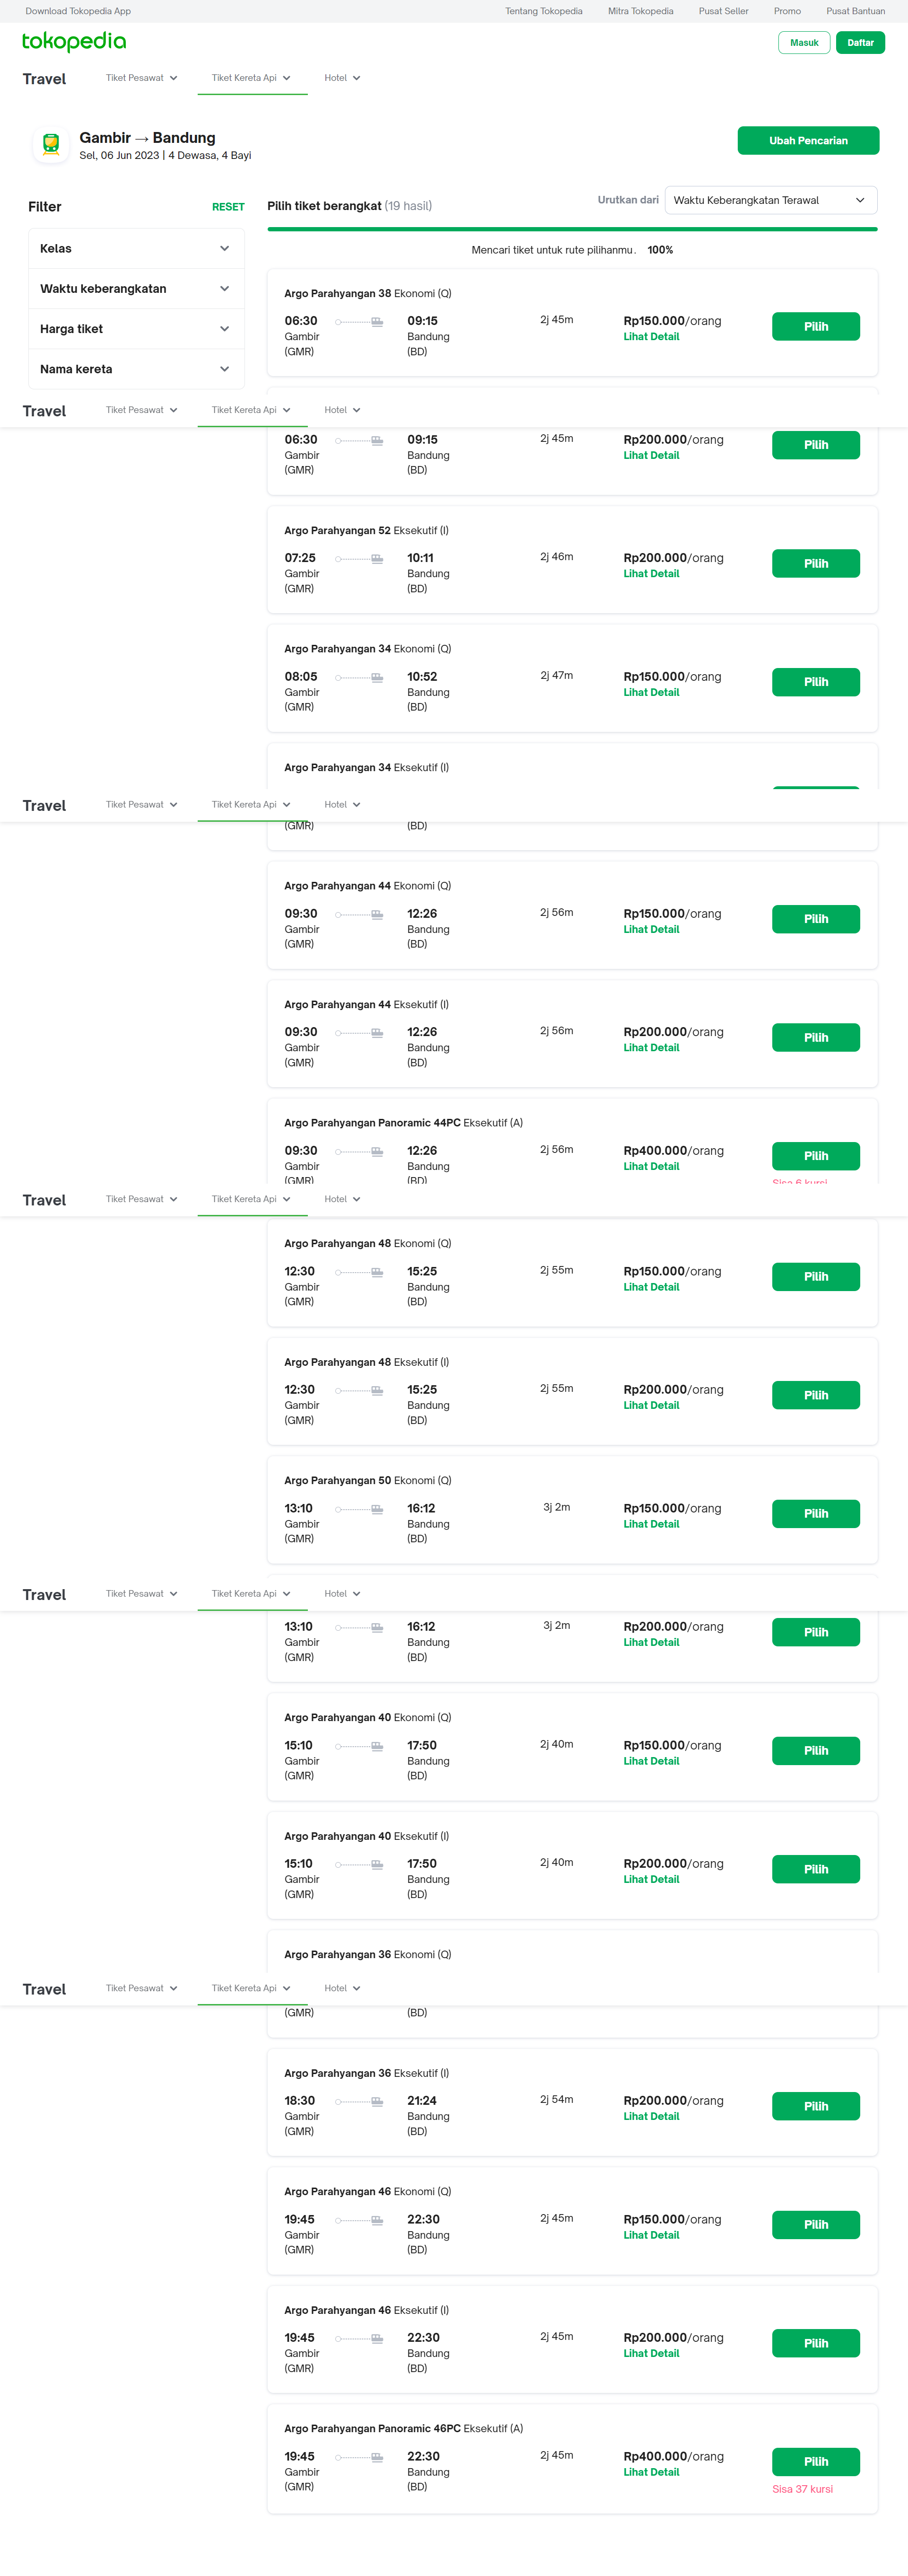 Download Tokopedia App Tentang Tokopedia Mitra Tokopedia Pusat Seller Promo Pusat Bantuan
tokopedia Masuk Daftar
Travel Tiket Pesawat Tiket Kereta Api Hotel
Gambir → Bandung
Sel, 06 Jun 2023 | 4 Dewasa, 4 Bayi
Ubah Pencarian
Filter RESET
Kelas
Waktu keberangkatan
Harga tiket
Nama kereta
Pilih tiket berangkat (19 hasil) Urutkan dari Waktu Keberangkatan Terawal
Mencari tiket untuk rute pilihanmu. 100%
Argo Parahyangan 38 Ekonomi (Q)
06:30 09:15 2j 45m Rp150.000/orang Pilih
Gambir Bandung Lihat Detail
(GMR) (BD)
Travel Tiket Pesawat Tiket Kereta Api Hotel
06:30 09:15 2j 45m Rp200.000/orang Pilih
Gambir Bandung Lihat Detail
(GMR) (BD)
Argo Parahyangan 52 Eksekutif (I)
07:25 10:11 2j 46m Rp200.000/orang Pilih
Gambir Bandung Lihat Detail
(GMR) (BD)
Argo Parahyangan 34 Ekonomi (Q)
08:05 10:52 2j 47m Rp150.000/orang Pilih
Gambir Bandung Lihat Detail
(GMR) (BD)
Argo Parahyangan 34 Eksekutif (I)
Travel Tiket Pesawat Tiket Kereta Api Hotel
(GMR) (BD)
Argo Parahyangan 44 Ekonomi (Q)
09:30 12:26 2j 56m Rp150.000/orang Pilih
Gambir Bandung Lihat Detail
(GMR) (BD)
Argo Parahyangan 44 Eksekutif (I)
09:30 12:26 2j 56m Rp200.000/orang Pilih
Gambir Bandung Lihat Detail
(GMR) (BD)
Argo Parahyangan Panoramic 44PC Eksekutif (A)
09:30 12:26 2j 56m Rp400.000/orang Pilih
Gambir Bandung Lihat Detail
(GMR) (BD) Sisa 6 kursi
Travel Tiket Pesawat Tiket Kereta Api Hotel
Argo Parahyangan 48 Ekonomi (Q)
12:30 15:25 2j 55m Rp150.000/orang Pilih
Gambir Bandung Lihat Detail
(GMR) (BD)
Argo Parahyangan 48 Eksekutif (I)
12:30 15:25 2j 55m Rp200.000/orang Pilih
Gambir Bandung Lihat Detail
(GMR) (BD)
Argo Parahyangan 50 Ekonomi (Q)
13:10 16:12 3j 2m Rp150.000/orang Pilih
Gambir Bandung Lihat Detail
(GMR) (BD)
Travel Tiket Pesawat Tiket Kereta Api Hotel
13:10 16:12 3j 2m Rp200.000/orang Pilih
Gambir Bandung Lihat Detail
(GMR) (BD)
Argo Parahyangan 40 Ekonomi (Q)
15:10 17:50 2j 40m Rp150.000/orang Pilih
Gambir Bandung Lihat Detail
(GMR) (BD)
Argo Parahyangan 40 Eksekutif (I)
15:10 17:50 2j 40m Rp200.000/orang Pilih
Gambir Bandung Lihat Detail
(GMR) (BD)
Argo Parahyangan 36 Ekonomi (Q)
Travel Tiket Pesawat Tiket Kereta Api Hotel
(GMR) (BD)
Argo Parahyangan 36 Eksekutif (I)
18:30 21:24 2j 54m Rp200.000/orang Pilih
Gambir Bandung Lihat Detail
(GMR) (BD)
Argo Parahyangan 46 Ekonomi (Q)
19:45 22:30 2j 45m Rp150.000/orang Pilih
Gambir Bandung Lihat Detail
(GMR) (BD)
Argo Parahyangan 46 Eksekutif (I)
19:45 22:30 2j 45m Rp200.000/orang Pilih
Gambir Bandung Lihat Detail
(GMR) (BD)
Argo Parahyangan Panoramic 46PC Eksekutif (A)
19:45 22:30 2j 45m Rp400.000/orang Pilih
Gambir Bandung Lihat Detail
(GMR) (BD) Sisa 37 kursi